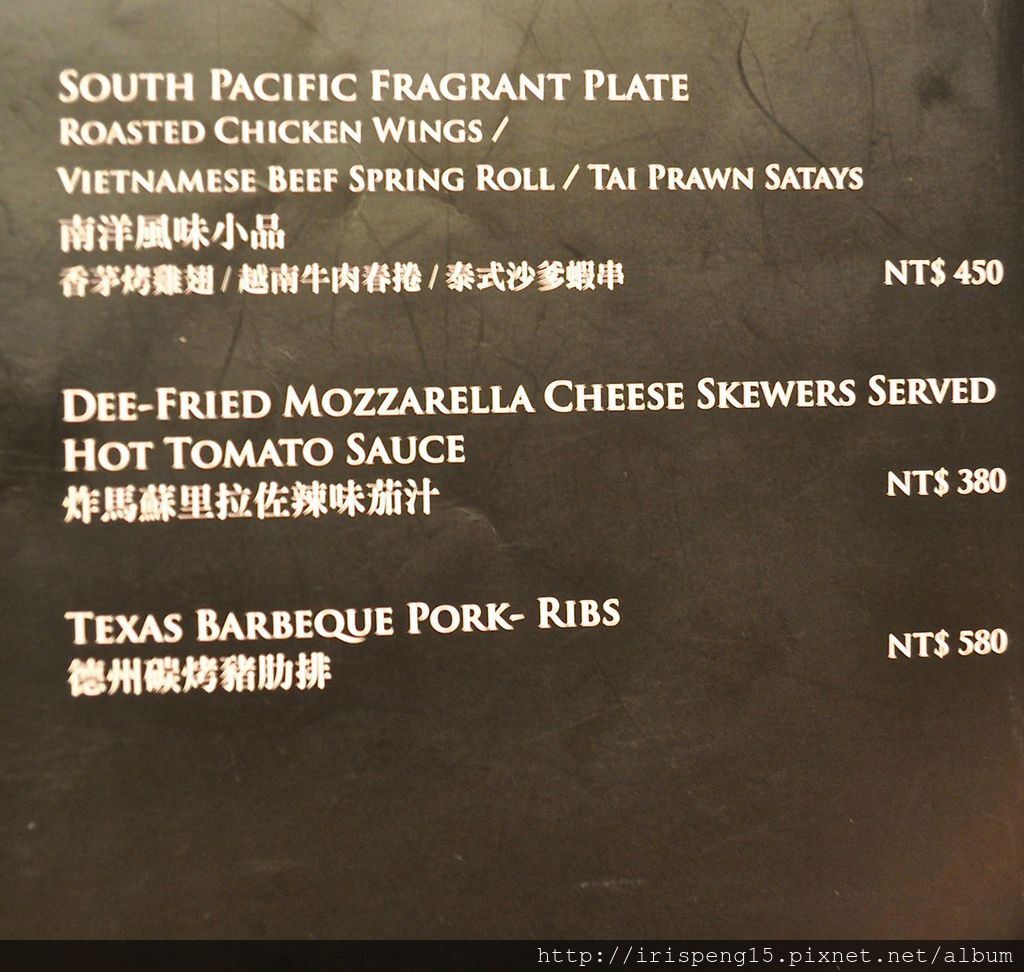 SOUTH PACIFIC FRAGRANT PLATE
ROASTED CHICKEN WINGS /
VIETNAMESE BEEF SPRING ROLL / TAI PRAWN SATAYS
南洋風味小品
香茅烤雞翅 / 越南牛肉春捲 / 泰式沙爹蝦串 NT$ 450
DEE-FRIED MOZZARELLA CHEESE SKEWERS SERVED
HOT TOMATO SAUCE
炸馬蘇里拉佐辣味茄汁 NT$ 380
TEXAS BARBEQUE PORK- RIBS
德州碳烤豬肋排 NT$ 580
http://irispeng15.pixnet.net/album